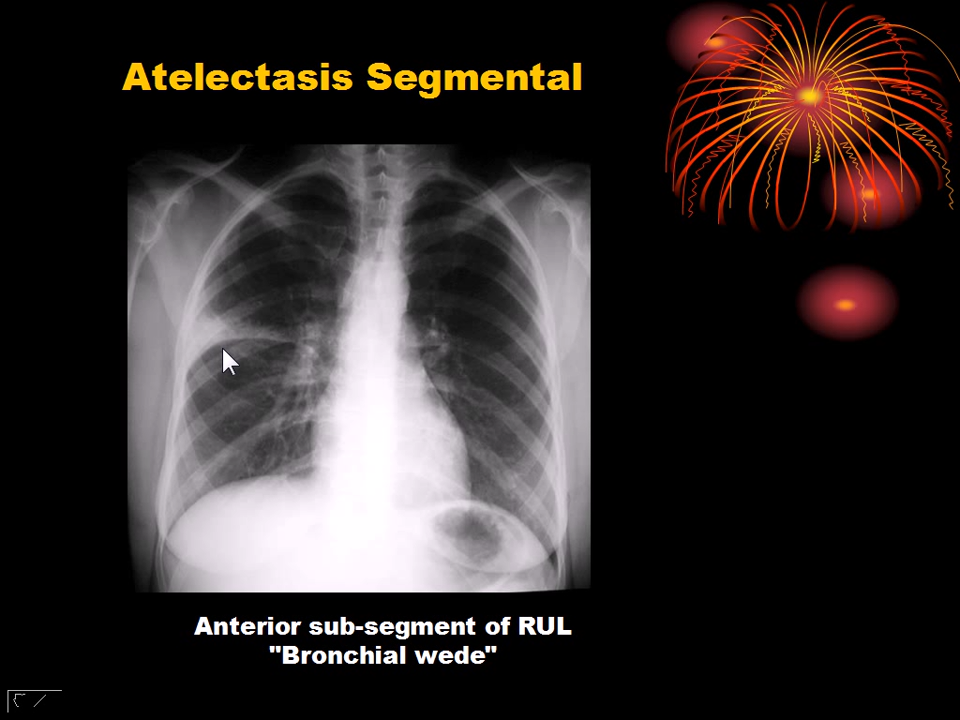 Atelectasis Segmental
Anterior sub-segment of RUL
"Bronchial wede"